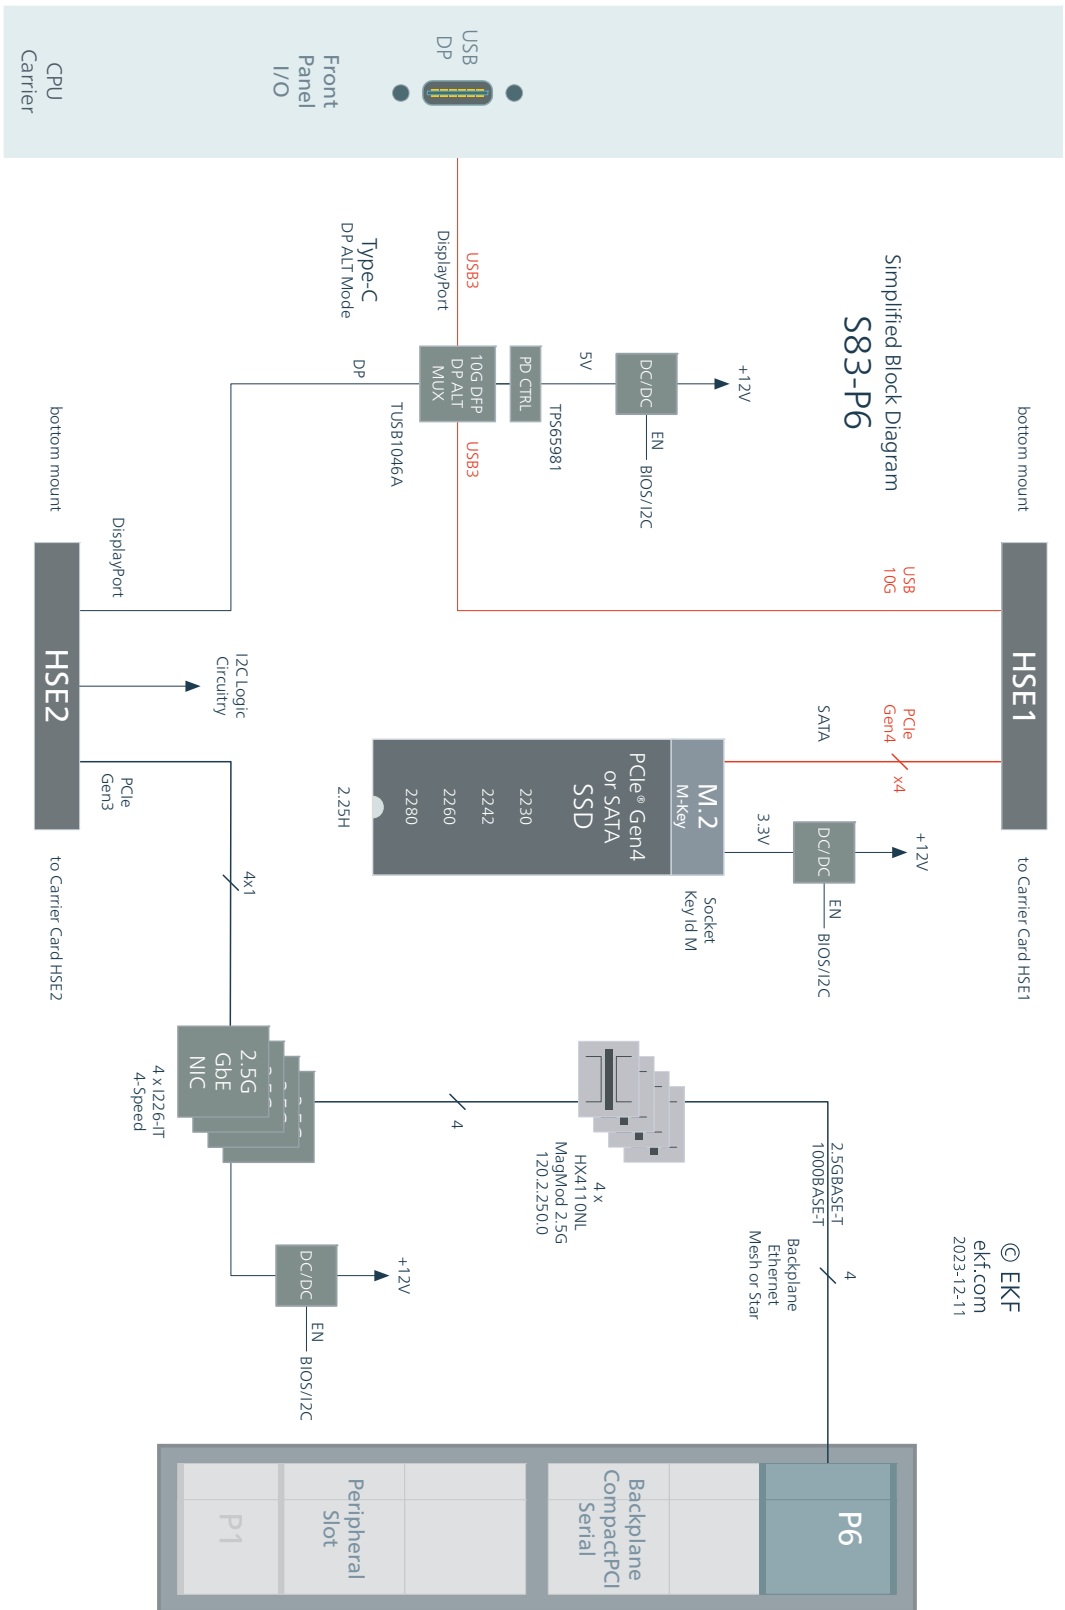 Simplified Block Diagram
S83-P6
© EKF
ekf.com
2023-12-11
bottom mount
HSE1
to Carrier Card HSE1
USB
10G
PCIe
Gen4
x4
SATA
+12V
DC/DC
EN
BIOS/I2C
3.3V
+12V
DC/DC
EN
BIOS/I2C
5V
PD CTRL
TPS65981
10G DFP
DP ALT
MUX
TUSB1046A
USB3
USB3
DisplayPort
Type-C
DP ALT Mode
DP
USB
DP
Front
Panel
I/O
CPU
Carrier
M.2
M-Key
Socket
Key Id M
PCIe® Gen4
or SATA
SSD
2230
2242
2260
2280
2.25H
2.5GBASE-T
1000BASE-T
4
Backplane
Ethernet
Mesh or Star
4 x
HX4110NL
MagMod 2.5G
120.2.250.0
4
2.5G
GbE
NIC
4 x I226-IT
4-Speed
+12V
DC/DC
EN
BIOS/I2C
4x1
I2C Logic
Circuitry
DisplayPort
PCIe
Gen3
bottom mount
HSE2
to Carrier Card HSE2
P6
Backplane
CompactPCI
Serial
Peripheral
Slot
P1